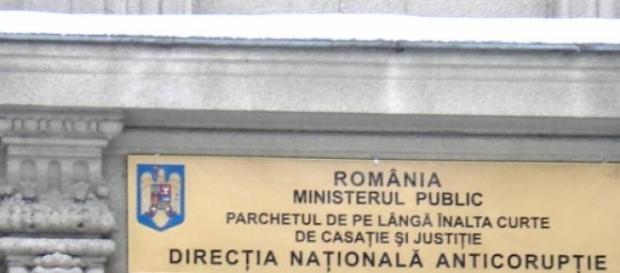 ROMÂNIA
MINISTERUL PUBLIC
PARCHETUL DE PE LÂNGĂ ÎNALTA CURTE
DE CASAȚIE ȘI JUSTIȚIE
DIRECȚIA NAȚIONALĂ ANTICORUPȚIE